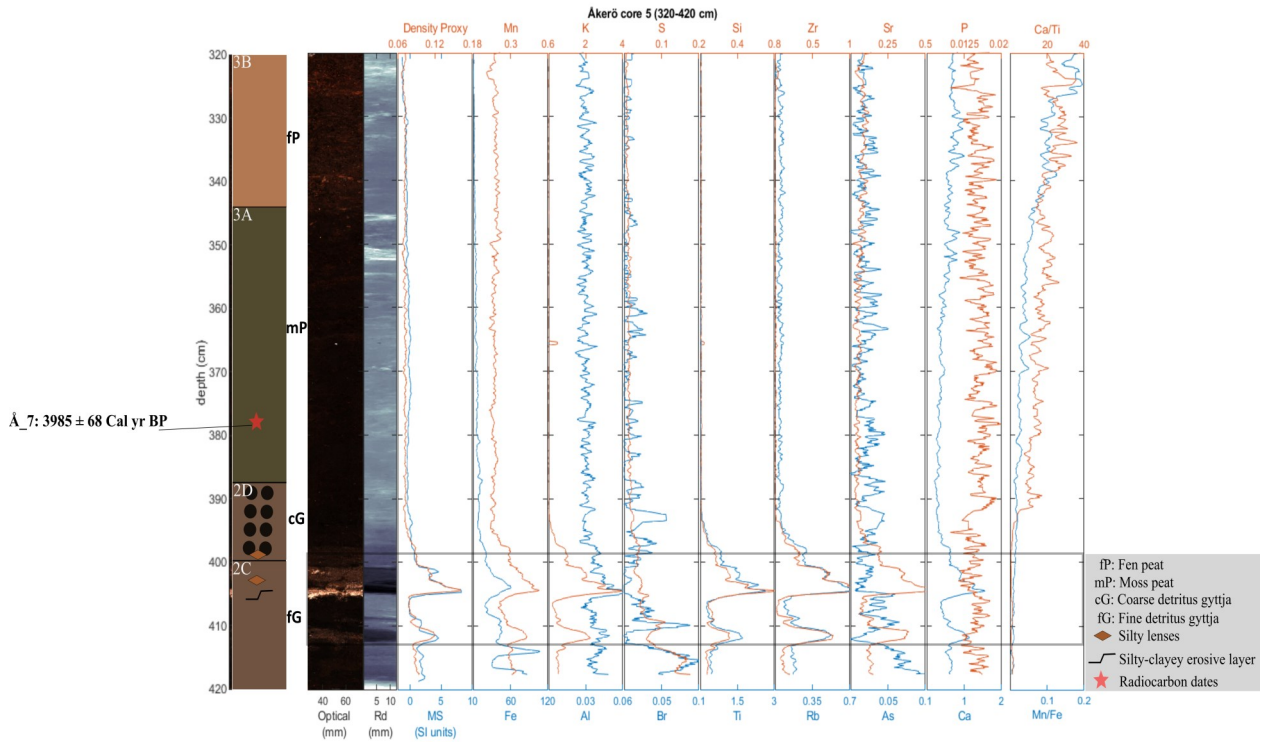 Åkerö core 5 (320-420 cm)
Density Proxy Mn K S Si Zr Sr P Ca/Ti
0.06 0.12 0.18 0.3 0.6 2 4 0.1 0.2 0.4 0.8 0.5 1 0.25 0.5 0.0125 0.02 20 40
320
3B
330
fP
340
3A
350
360
mP
depth (cm)
370
Å_7: 3985 ± 68 Cal yr BP
380
2D
390
cG
400
2C
fG
410
420
fP: Fen peat
mP: Moss peat
cG: Coarse detritus gyttja
fG: Fine detritus gyttja
Silty lenses
Silty-clayey erosive layer
Radiocarbon dates
40 60 5 10 0 10 60 120 0.03 0.06 0.1 0.2 1.5 3 0.35 0.7 0.05 0.1 1 2 0.1 0.2
Optical Rd MS Fe Al Br Ti Rb As Ca Mn/Fe
(mm) (mm) (SI units)